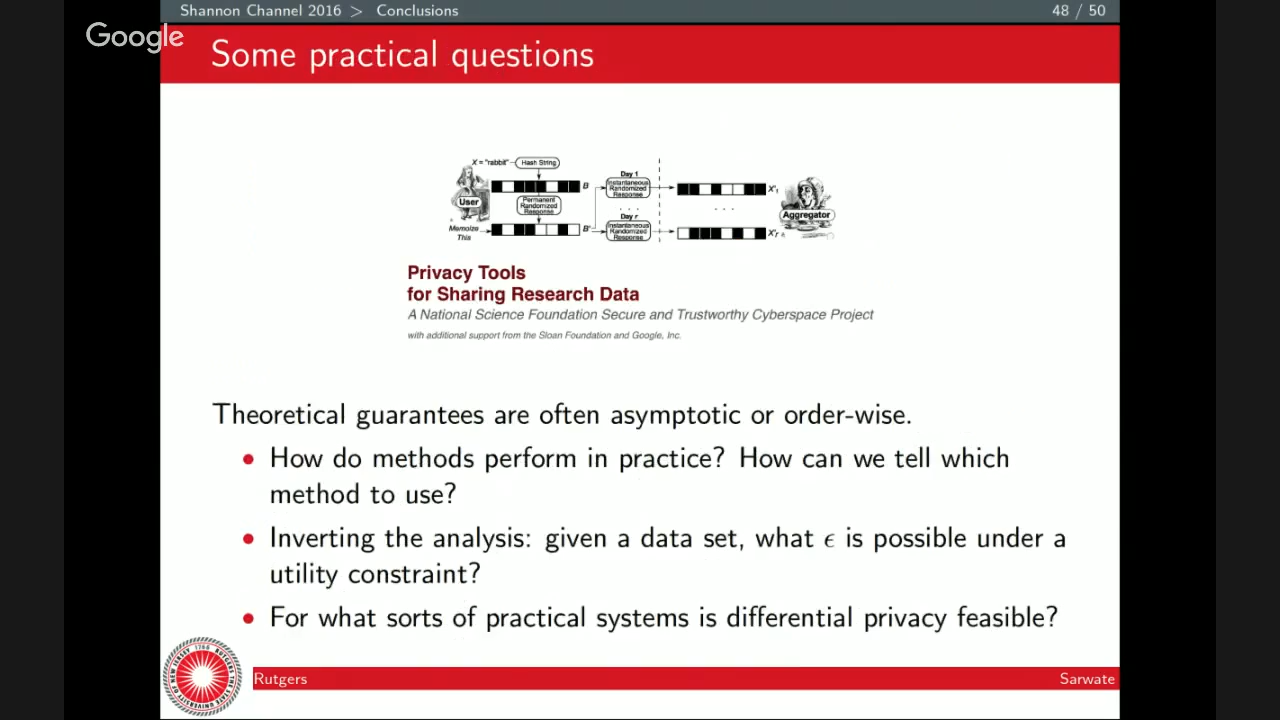 Shannon Channel 2016 > Conclusions
48 / 50
Google
Some practical questions
X = "rabbit"
Hash String
User
B
Permanent
Randomized
Response
Memoize
This
B'
Day 1
Instantaneous
Randomized
Response
. . .
Day r
Instantaneous
Randomized
Response
X'1
. . .
X'r
Aggregator
Privacy Tools
for Sharing Research Data
A National Science Foundation Secure and Trustworthy Cyberspace Project
with additional support from the Sloan Foundation and Google, Inc.
Theoretical guarantees are often asymptotic or order-wise.
• How do methods perform in practice? How can we tell which
method to use?
• Inverting the analysis: given a data set, what ϵ is possible under a
utility constraint?
• For what sorts of practical systems is differential privacy feasible?
Rutgers
Sarwate